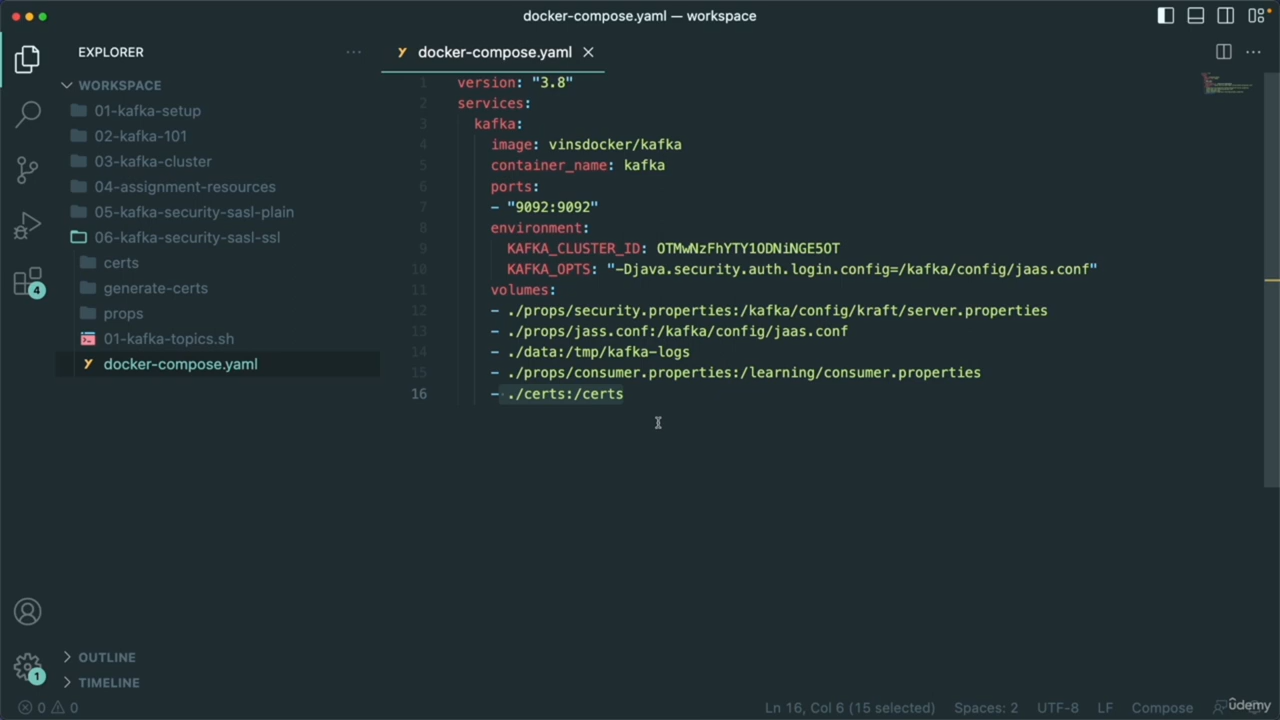 docker-compose.yaml — workspace
EXPLORER
docker-compose.yaml
WORKSPACE
01-kafka-setup
02-kafka-101
03-kafka-cluster
04-assignment-resources
05-kafka-security-sasl-plain
06-kafka-security-sasl-ssl
certs
generate-certs
props
01-kafka-topics.sh
docker-compose.yaml
4
1 version: "3.8"
2 services:
3 kafka:
4 image: vinsdocker/kafka
5 container_name: kafka
6 ports:
7 - "9092:9092"
8 environment:
9 KAFKA_CLUSTER_ID: OTMwNzFhYTY1ODNiNGE5OT
10 KAFKA_OPTS: "-Djava.security.auth.login.config=/kafka/config/jaas.conf"
11 volumes:
12 - ./props/security.properties:/kafka/config/kraft/server.properties
13 - ./props/jass.conf:/kafka/config/jaas.conf
14 - ./data:/tmp/kafka-logs
15 - ./props/consumer.properties:/learning/consumer.properties
16 - ./certs:/certs
OUTLINE
TIMELINE
1
0 0
Ln 16, Col 6 (15 selected) Spaces: 2 UTF-8 LF Compose
udemy